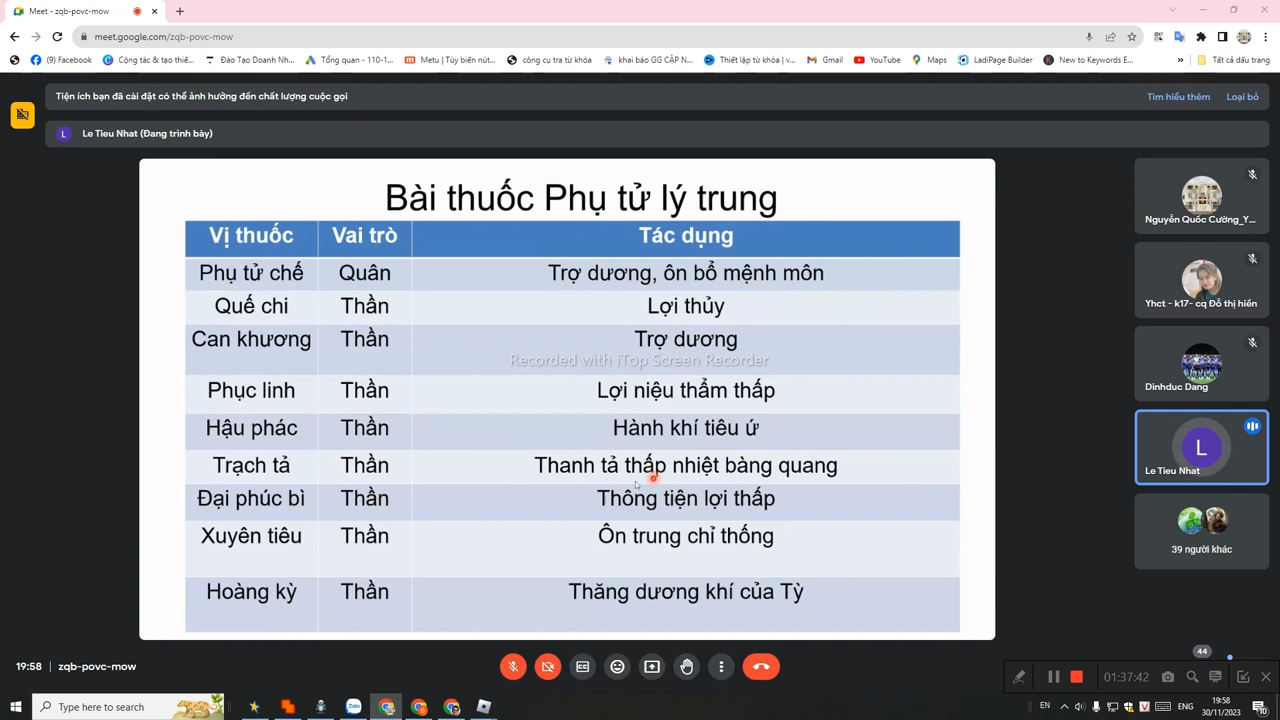 Meet - zqb-povc-mow
meet.google.com/zqb-povc-mow
(9) Facebook Công tác & tạo thiế... Đào Tạo Doanh Nh... Tổng quan - 110-1... Metu | Tùy biến nút... công cụ tra từ khóa khai báo GG CẬP N... Thiết lập từ khóa | v... Gmail YouTube Maps LadiPage Builder New to Keywords E... » Tất cả dấu trang
Tiện ích bạn đã cài đặt có thể ảnh hưởng đến chất lượng cuộc gọi Tìm hiểu thêm Loại bỏ
L Le Tieu Nhat (Đang trình bày)
Bài thuốc Phụ tử lý trung
Vị thuốc Vai trò Tác dụng
Phụ tử chế Quân Trợ dương, ôn bổ mệnh môn
Quế chi Thần Lợi thủy
Can khương Thần Trợ dương
Recorded with iTop Screen Recorder
Phục linh Thần Lợi niệu thẩm thấp
Hậu phác Thần Hành khí tiêu ứ
Trạch tả Thần Thanh tả thấp nhiệt bàng quang
Đại phúc bì Thần Thông tiện lợi thấp
Xuyên tiêu Thần Ôn trung chỉ thống
Hoàng kỳ Thần Thăng dương khí của Tỳ
Nguyễn Quốc Cường_Y...
Yhct - k17- cq Đỗ thị hiền
Dinhduc Dang
L
Le Tieu Nhat
39 người khác
44
19:58 zqb-povc-mow
01:37:42
Type here to search
EN
19:58
30/11/2023